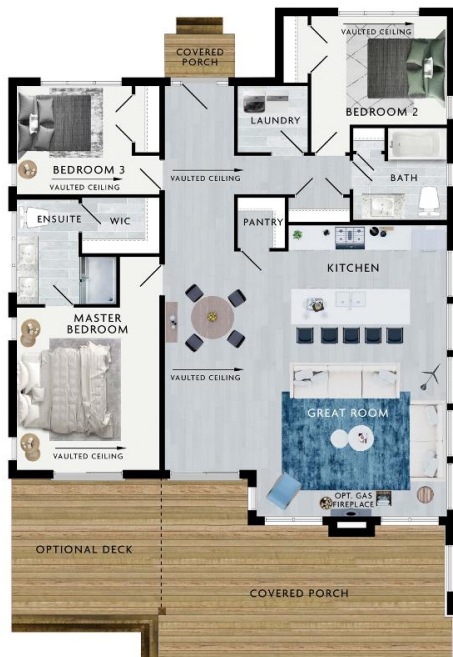 COVERED
PORCH
VAULTED CEILING
BEDROOM 2
LAUNDRY
BEDROOM 3
VAULTED CEILING
VAULTED CEILING
BATH
ENSUITE
WIC
PANTRY
KITCHEN
MASTER
BEDROOM
VAULTED CEILING
GREAT ROOM
VAULTED CEILING
OPT. GAS
FIREPLACE
OPTIONAL DECK
COVERED PORCH